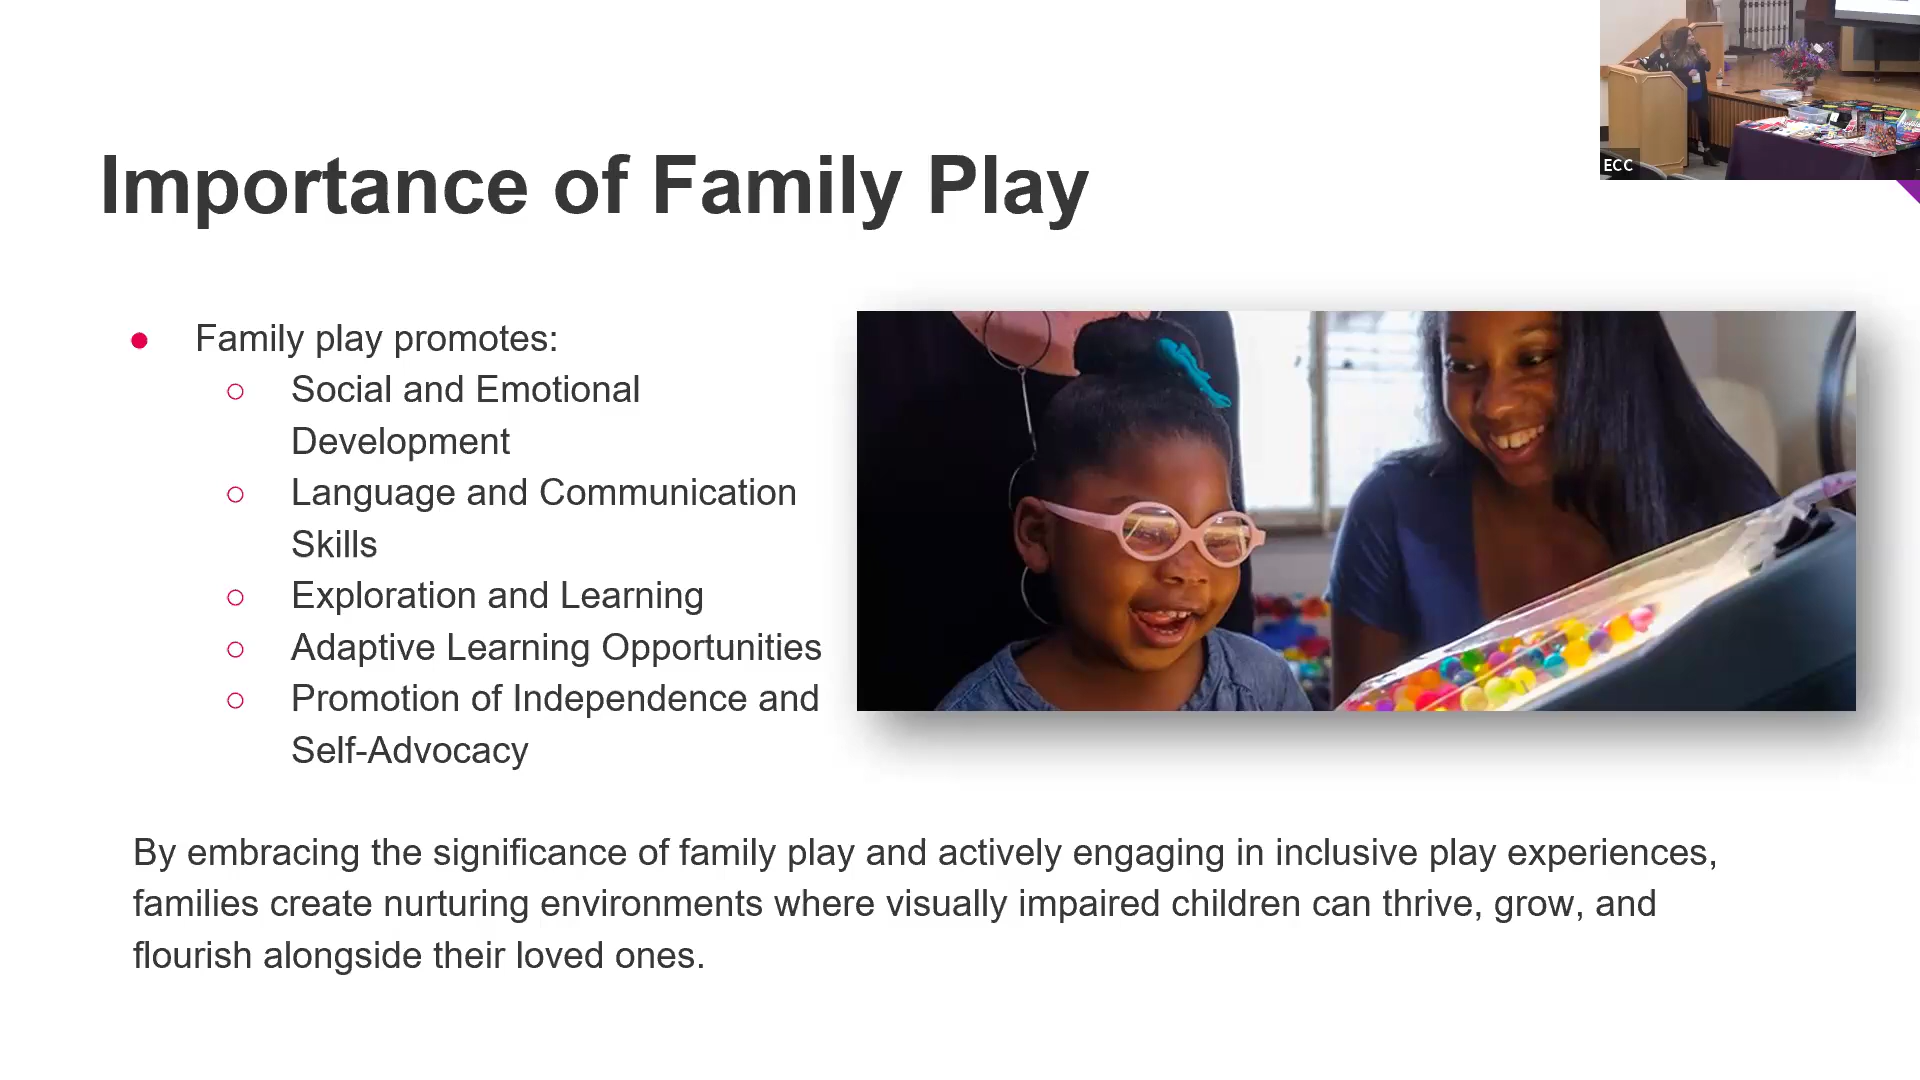 ECC
Importance of Family Play
● Family play promotes:
○ Social and Emotional
Development
○ Language and Communication
Skills
○ Exploration and Learning
○ Adaptive Learning Opportunities
○ Promotion of Independence and
Self-Advocacy
By embracing the significance of family play and actively engaging in inclusive play experiences,
families create nurturing environments where visually impaired children can thrive, grow, and
flourish alongside their loved ones.